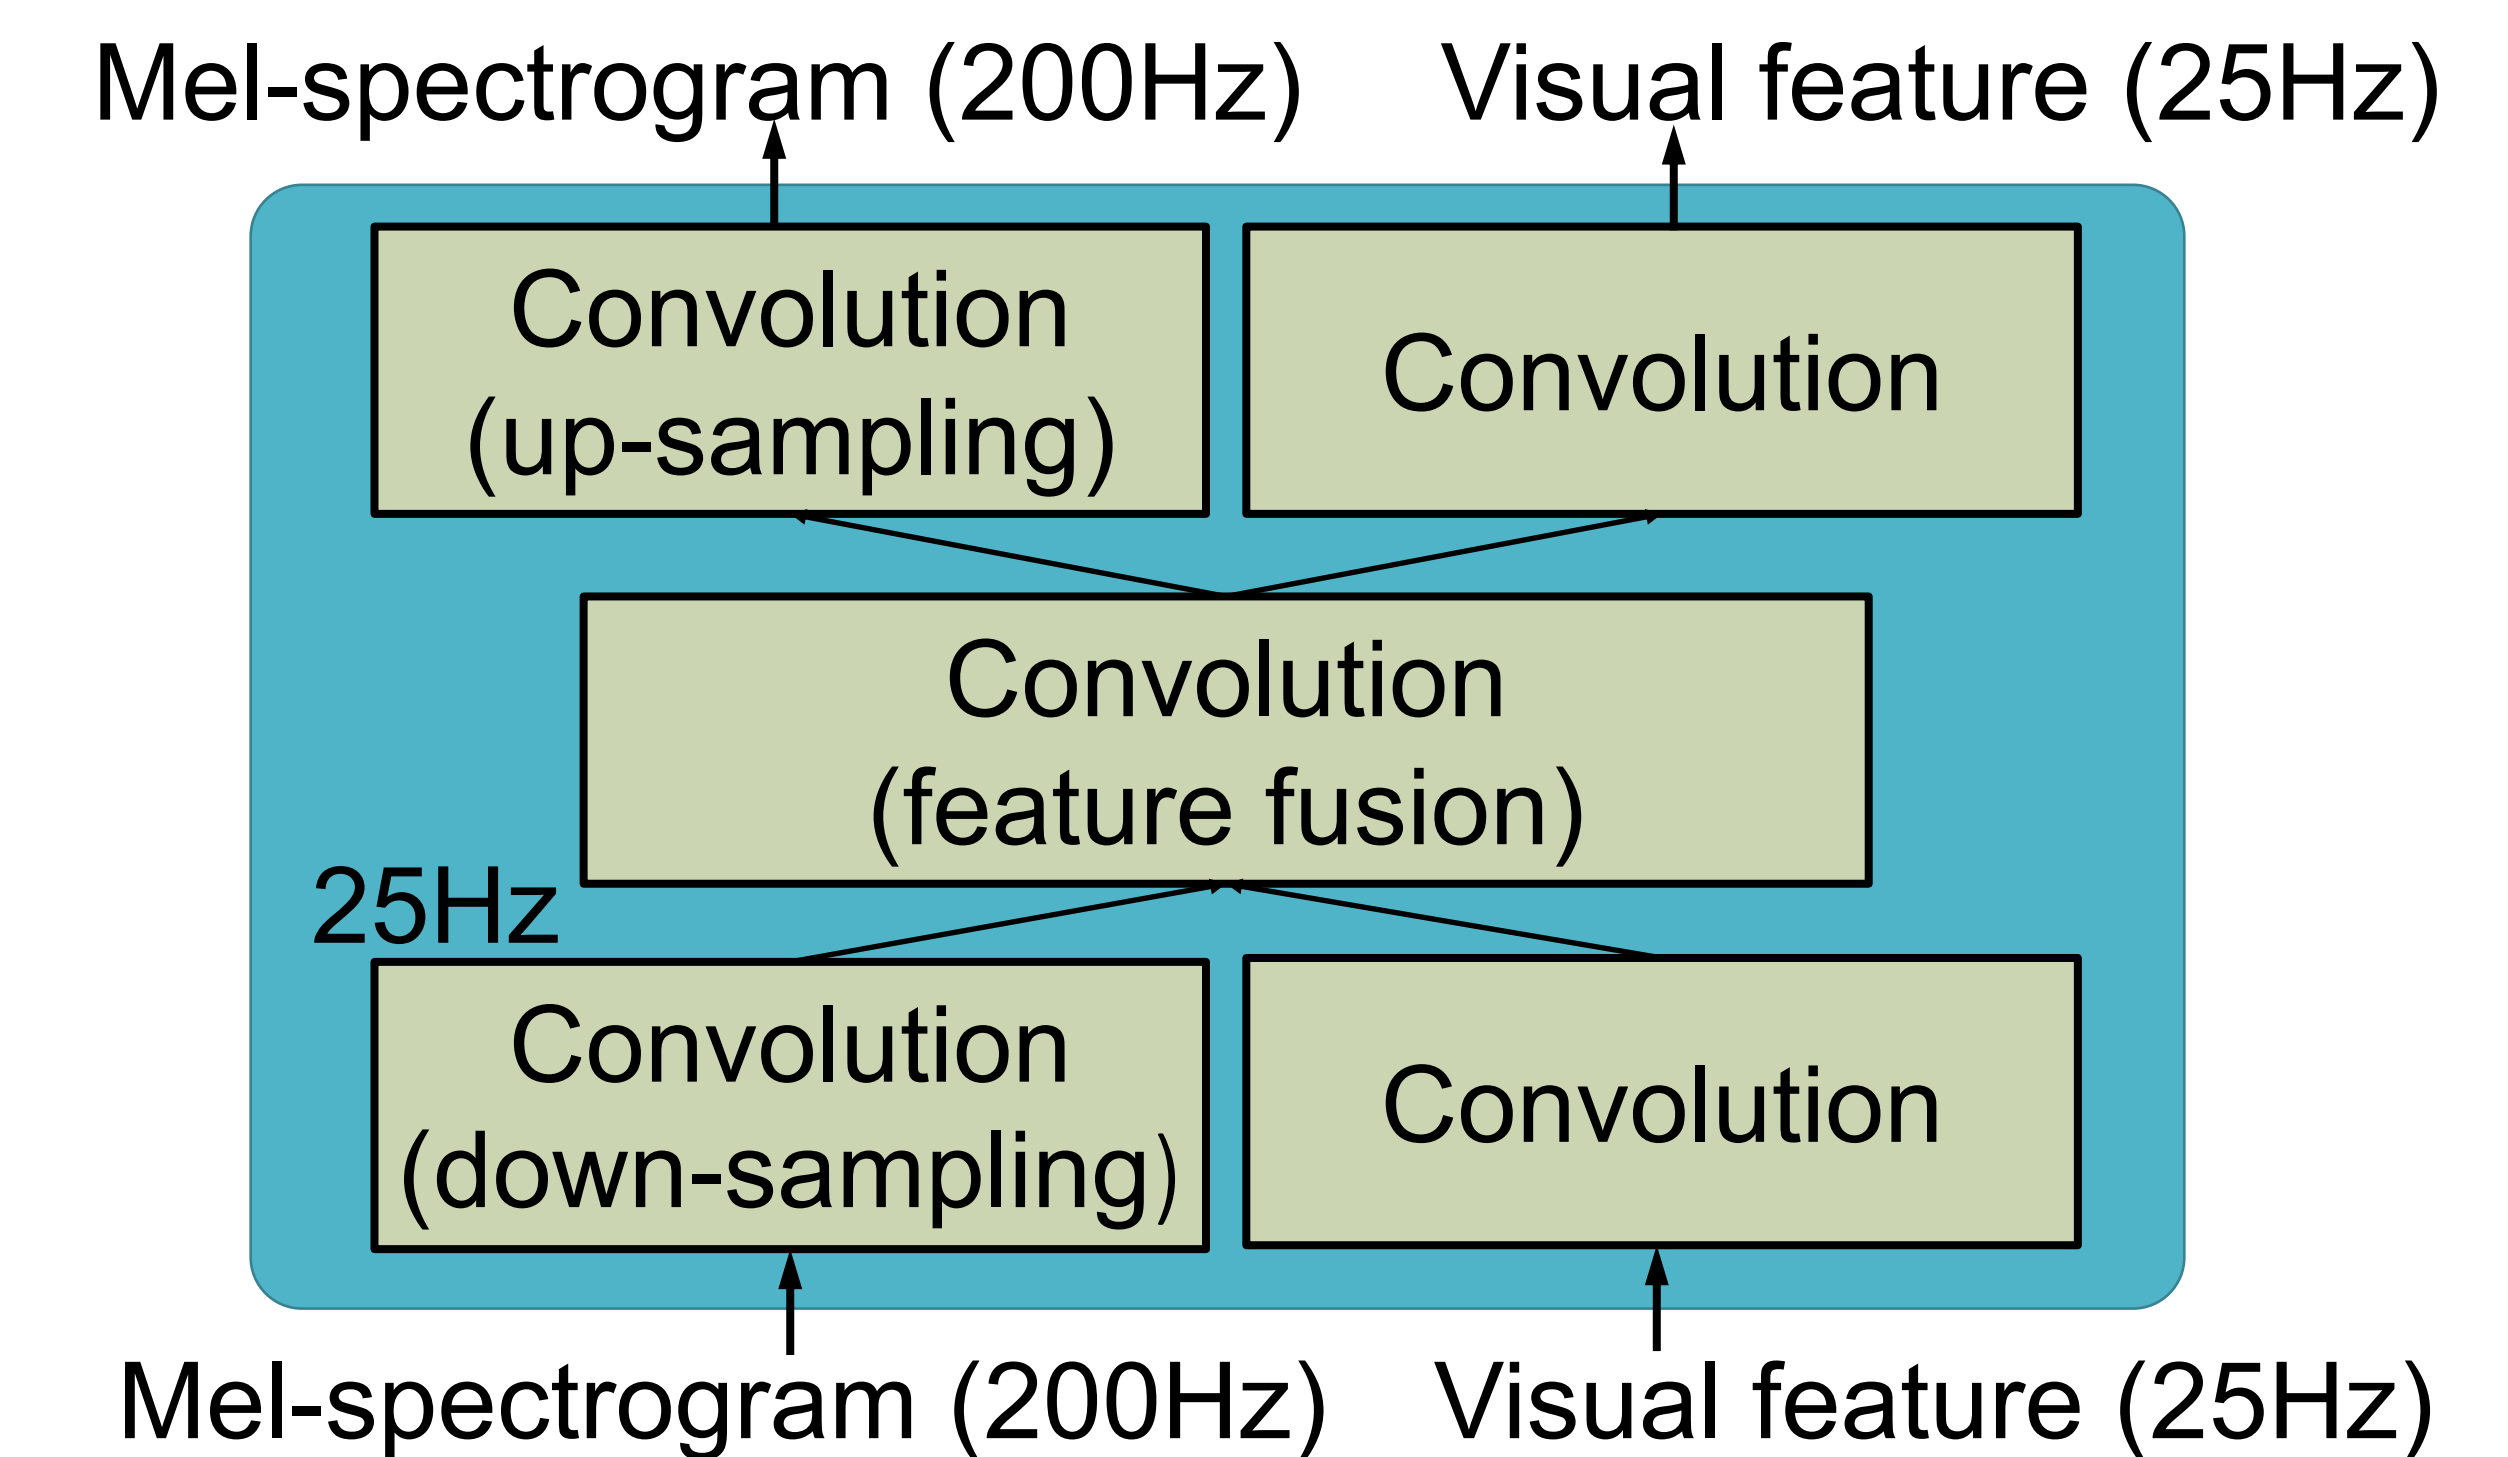 Mel-spectrogram (200Hz)
Visual feature (25Hz)
Convolution
(up-sampling)
Convolution
Convolution
(feature fusion)
25Hz
Convolution
(down-sampling)
Convolution
Mel-spectrogram (200Hz)
Visual feature (25Hz)